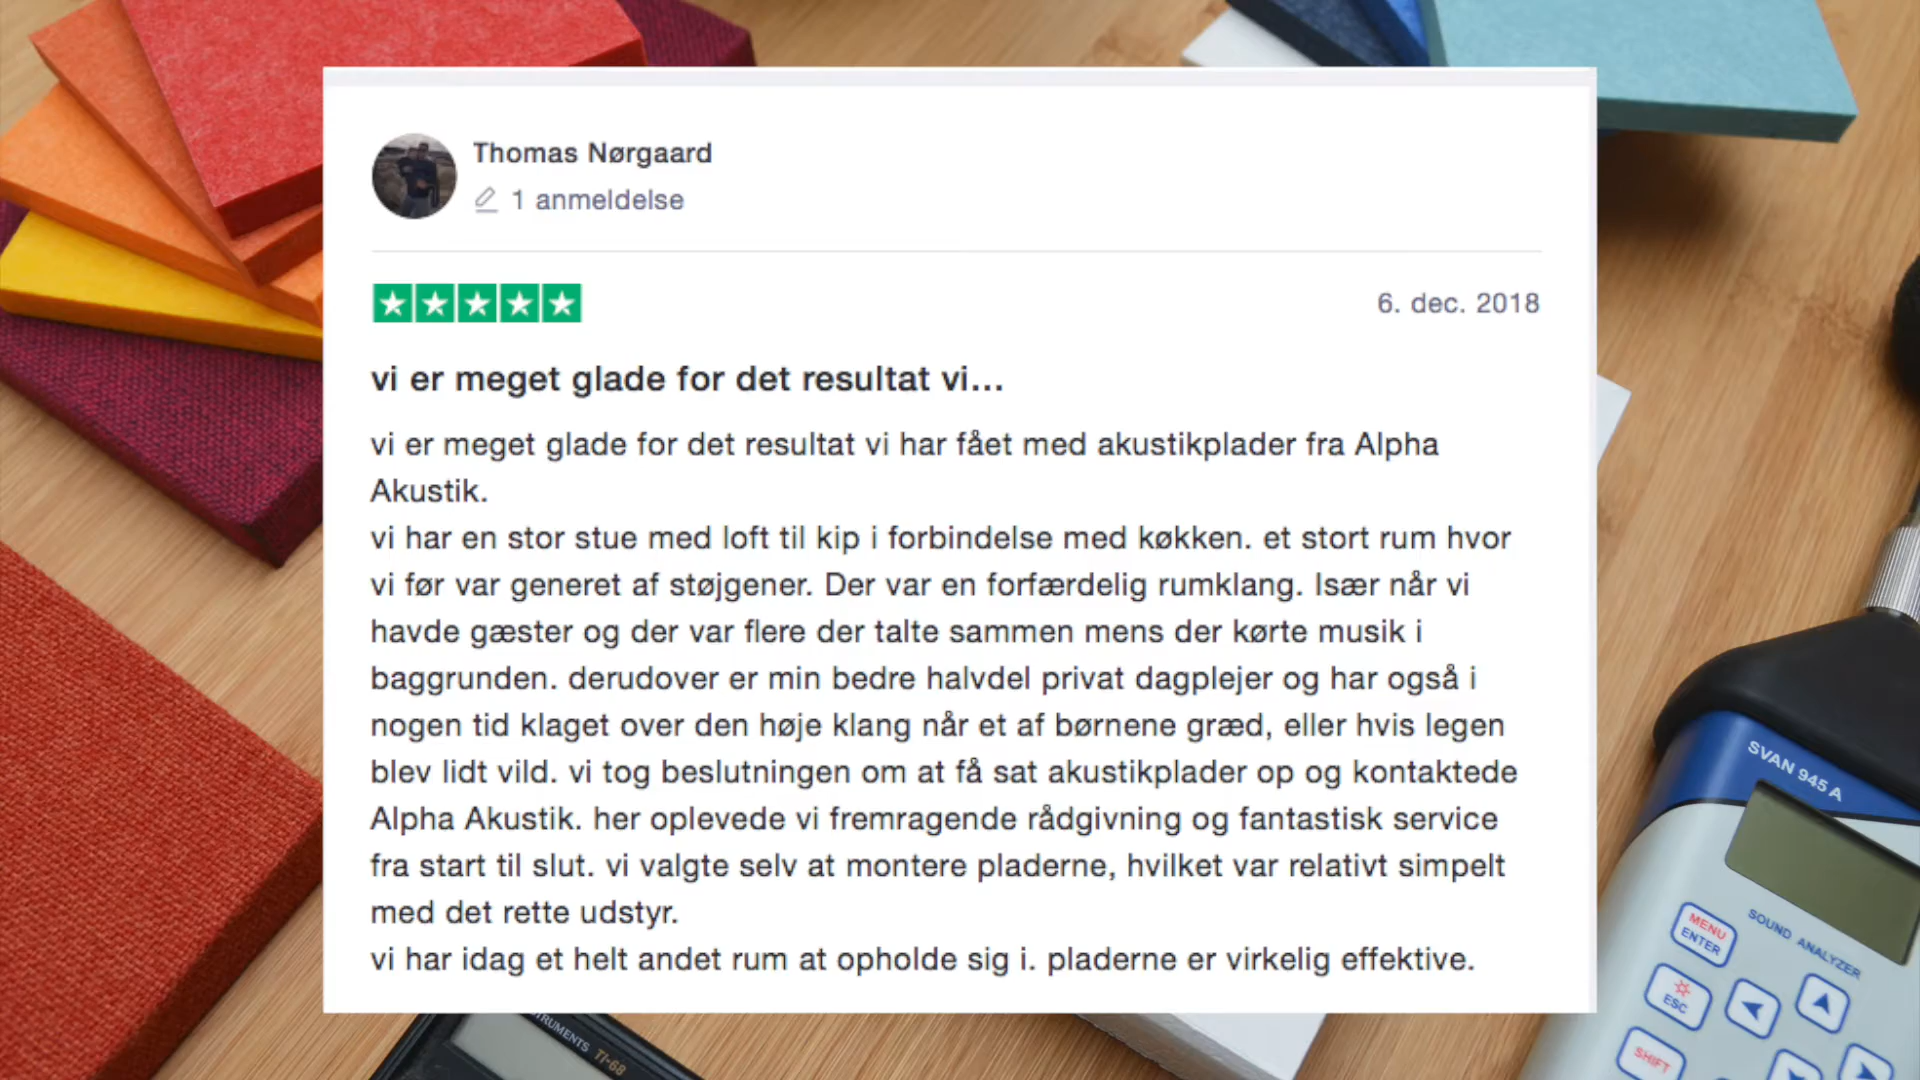 Thomas Nørgaard
1 anmeldelse
6. dec. 2018
vi er meget glade for det resultat vi...
vi er meget glade for det resultat vi har fået med akustikplader fra Alpha
Akustik.
vi har en stor stue med loft til kip i forbindelse med køkken. et stort rum hvor
vi før var generet af støjgener. Der var en forfærdelig rumklang. Især når vi
havde gæster og der var flere der talte sammen mens der kørte musik i
baggrunden. derudover er min bedre halvdel privat dagplejer og har også i
nogen tid klaget over den høje klang når et af børnene græd, eller hvis legen
blev lidt vild. vi tog beslutningen om at få sat akustikplader op og kontaktede
Alpha Akustik. her oplevede vi fremragende rådgivning og fantastisk service
fra start til slut. vi valgte selv at montere pladerne, hvilket var relativt simpelt
med det rette udstyr.
vi har idag et helt andet rum at opholde sig i. pladerne er virkelig effektive.
SVAN 945 A
SOUND ANALYZER
MENU
ENTER
ESC
SHIFT
TI-68